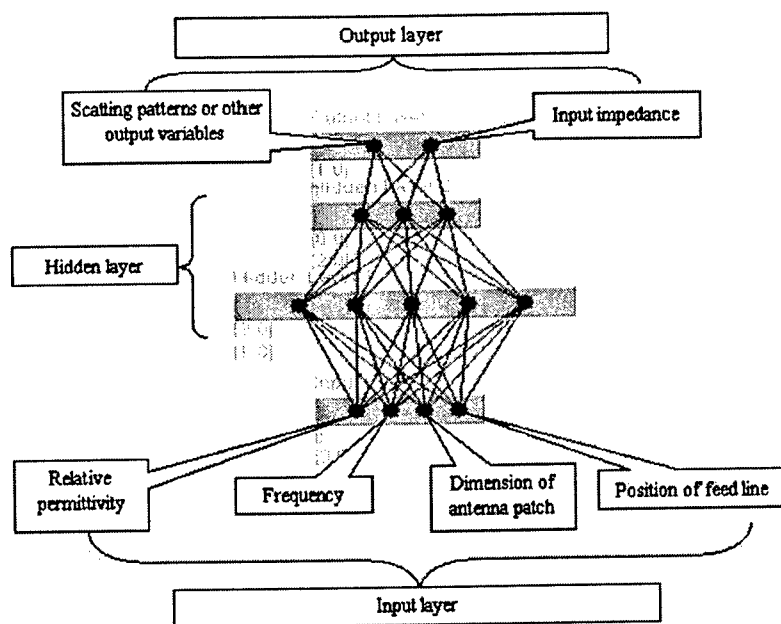 Output layer
Scatting patterns or other
output variables
Input impedance
Hidden layer
Relative
permittivity
Frequency
Dimension of
antenna patch
Position of feed line
Input layer